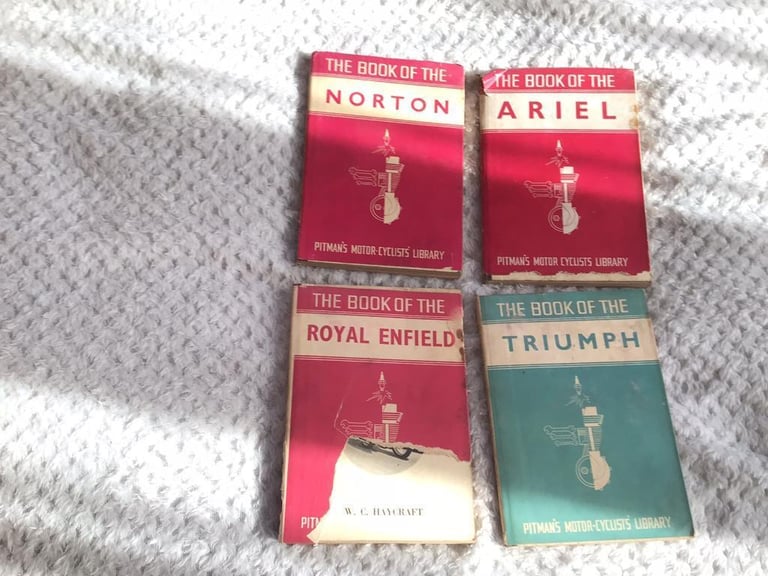 THE BOOK OF THE
NORTON
PITMAN'S MOTOR-CYCLISTS' LIBRARY
THE BOOK OF THE
ARIEL
PITMAN'S MOTOR CYCLISTS LIBRARY
THE BOOK OF THE
ROYAL ENFIELD
W. C. HAYCRAFT
PITM
THE BOOK OF THE
TRIUMPH
PITMAN'S MOTOR-CYCLISTS' LIBRARY